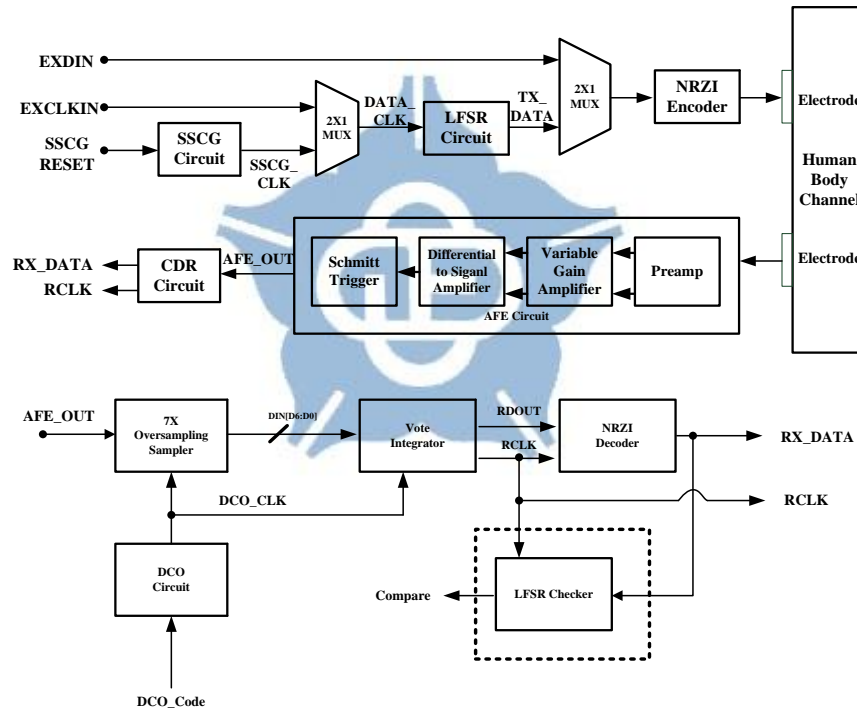 EXDIN
EXCLKIN
SSCG
RESET
SSCG
Circuit
SSCG_
CLK
2X1
MUX
DATA_
CLK
LFSR
Circuit
TX_
DATA
2X1
MUX
NRZI
Encoder
Electrode
Human
Body
Channel
Electrode
RX_DATA
RCLK
CDR
Circuit
AFE_OUT
Schmitt
Trigger
Differential
to Siganl
Amplifier
Variable
Gain
Amplifier
Preamp
AFE Circuit
AFE_OUT
7X
Oversampling
Sampler
DIN[D6:D0]
Vote
Integrator
RDOUT
RCLK
NRZI
Decoder
RX_DATA
DCO_CLK
RCLK
DCO
Circuit
Compare
LFSR Checker
DCO_Code